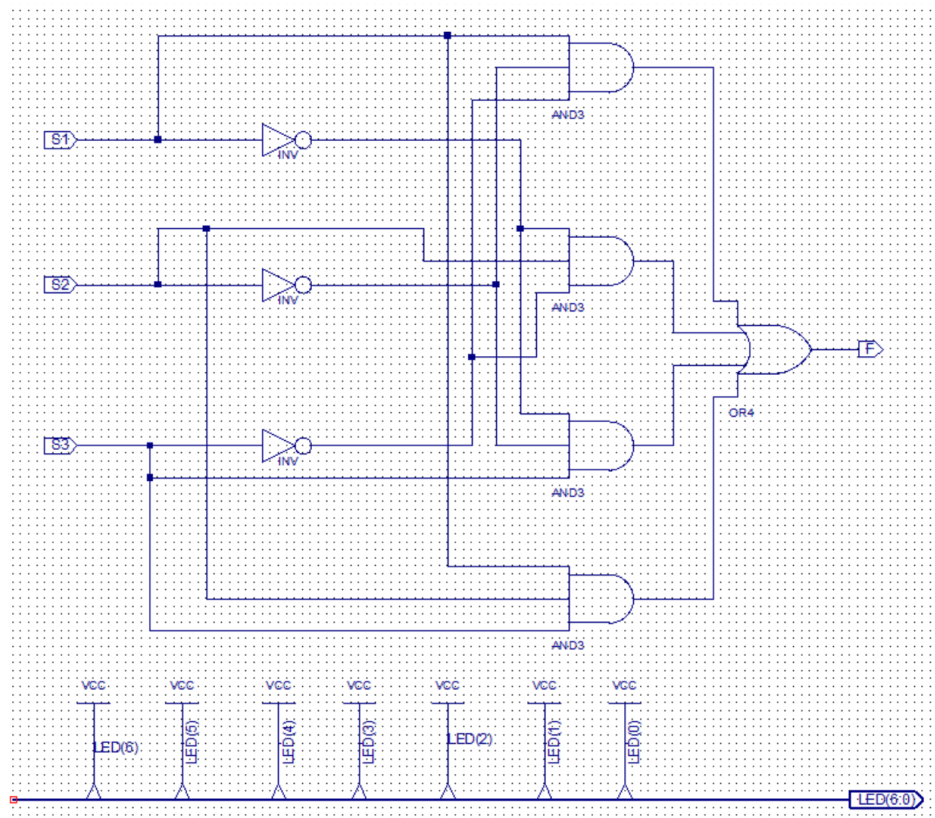 AND3
S1
INV
S2
INV
AND3
F
OR4
S3
INV
AND3
AND3
VCC VCC VCC VCC VCC VCC VCC
LED(6) LED(5) LED(4) LED(3) LED(2) LED(1) LED(0)
LED(6:0)